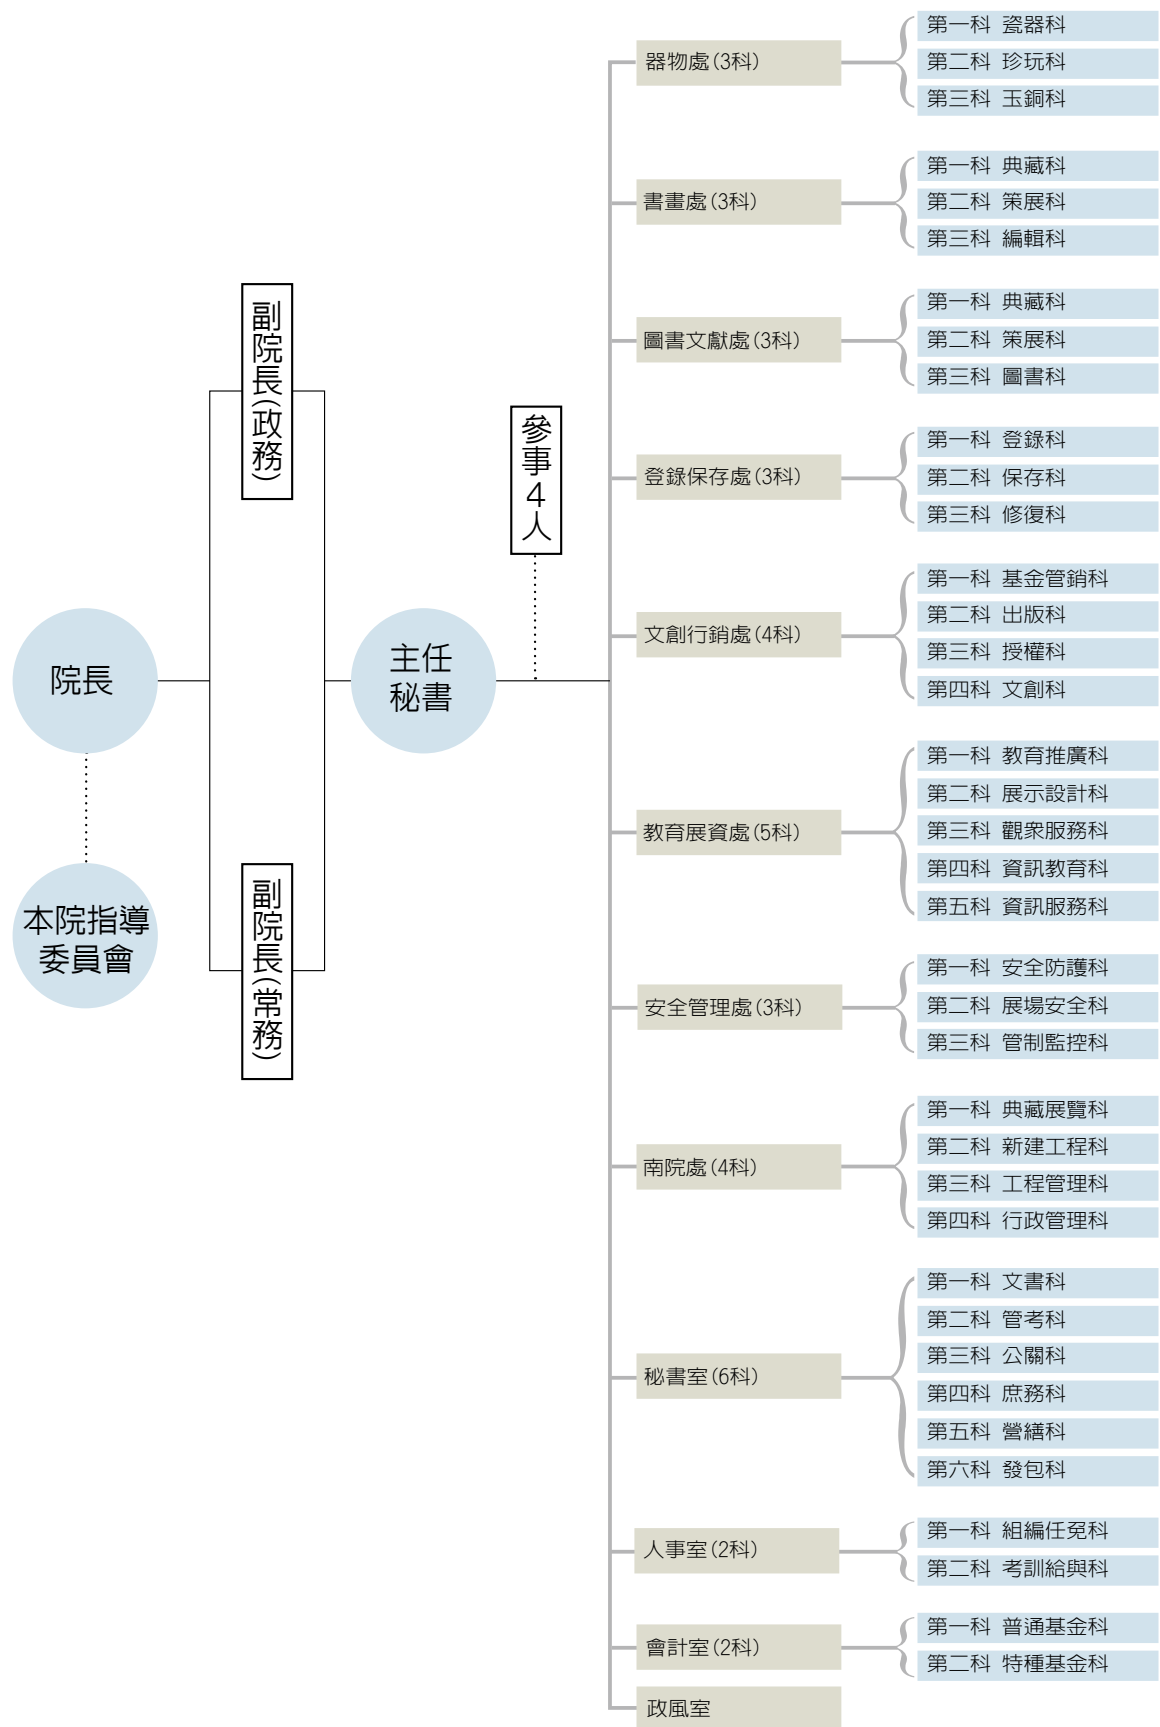 院長
本院指導
委員會
副院長(政務)
副院長(常務)
主任
秘書
參事4人
器物處(3科)
第一科 瓷器科
第二科 珍玩科
第三科 玉銅科
書畫處(3科)
第一科 典藏科
第二科 策展科
第三科 編輯科
圖書文獻處(3科)
第一科 典藏科
第二科 策展科
第三科 圖書科
登錄保存處(3科)
第一科 登錄科
第二科 保存科
第三科 修復科
文創行銷處(4科)
第一科 基金管銷科
第二科 出版科
第三科 授權科
第四科 文創科
教育展資處(5科)
第一科 教育推廣科
第二科 展示設計科
第三科 觀眾服務科
第四科 資訊教育科
第五科 資訊服務科
安全管理處(3科)
第一科 安全防護科
第二科 展場安全科
第三科 管制監控科
南院處(4科)
第一科 典藏展覽科
第二科 新建工程科
第三科 工程管理科
第四科 行政管理科
秘書室(6科)
第一科 文書科
第二科 管考科
第三科 公關科
第四科 庶務科
第五科 營繕科
第六科 發包科
人事室(2科)
第一科 組編任免科
第二科 考訓給與科
會計室(2科)
第一科 普通基金科
第二科 特種基金科
政風室